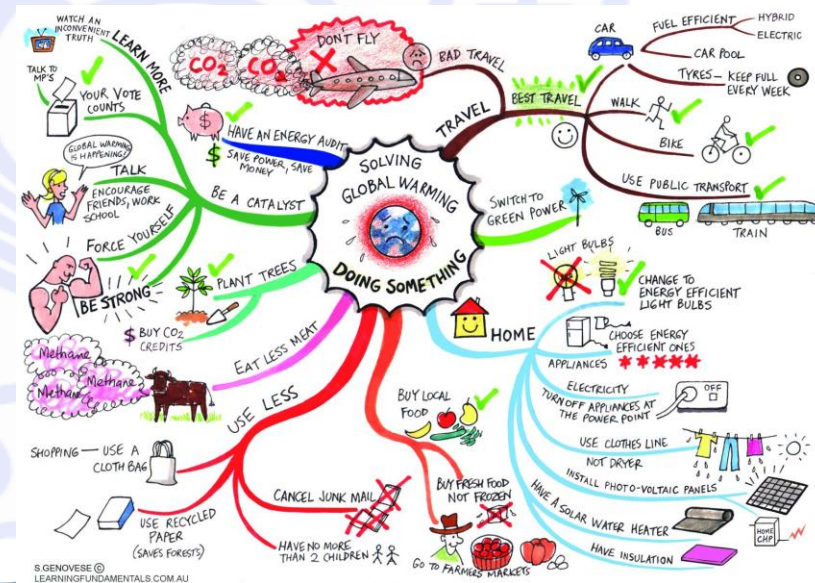 SOLVING
GLOBAL WARMING
DOING SOMETHING
TRAVEL
BAD TRAVEL
DON'T FLY
CO2
CO2
BEST TRAVEL
CAR
FUEL EFFICIENT
HYBRID
ELECTRIC
CAR POOL
TYRES — KEEP FULL
EVERY WEEK
WALK
BIKE
USE PUBLIC TRANSPORT
BUS
TRAIN
SWITCH TO
GREEN POWER
HOME
LIGHT BULBS
CHANGE TO
ENERGY EFFICIENT
LIGHT BULBS
APPLIANCES
CHOOSE ENERGY
EFFICIENT ONES
ELECTRICITY
TURN OFF APPLIANCES AT
THE POWER POINT
OFF
USE CLOTHES LINE
NOT DRYER
INSTALL PHOTO-VOLTAIC PANELS
HOME
CHP
HAVE A SOLAR WATER HEATER
HAVE INSULATION
BUY LOCAL
FOOD
BUY FRESH FOOD
NOT FROZEN
GO TO FARMERS MARKETS
USE LESS
SHOPPING — USE A
CLOTH BAG
USE RECYCLED
PAPER
(SAVES FORESTS)
CANCEL JUNK MAIL
HAVE NO MORE
THAN 2 CHILDREN
EAT LESS MEAT
Methane
Methane
Methane
PLANT TREES
$ BUY CO2
CREDITS
BE A CATALYST
LEARN MORE
WATCH AN
INCONVENIENT
TRUTH
TALK TO
MP'S
YOUR VOTE
COUNTS
TALK
GLOBAL WARMING
IS HAPPENING!
ENCOURAGE
FRIENDS, WORK
SCHOOL
FORCE YOURSELF
BE STRONG
HAVE AN ENERGY AUDIT
$
$ SAVE POWER, SAVE
MONEY
S.GENOVESE ©
LEARNINGFUNDAMENTALS.COM.AU